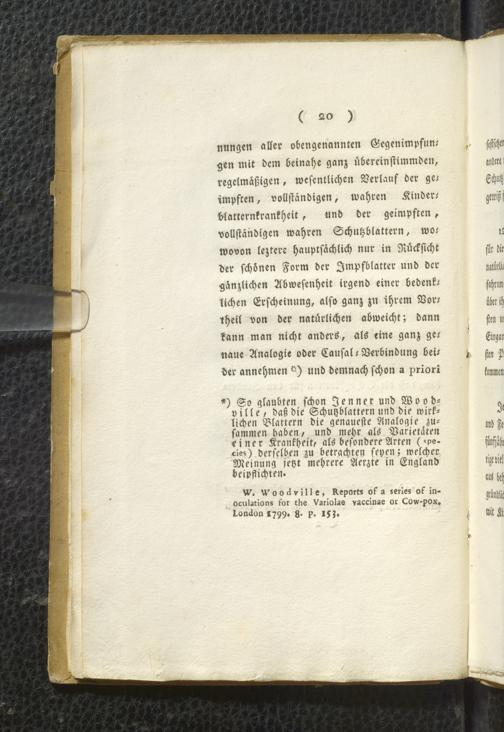 ( 20 )
nungen aller obengenannten Gegenimpfun-
gen mit dem beinahe ganz übereinstimmden,
regelmäßigen, wesentlichen Verlauf der ge-
impften, vollständigen, wahren Kinder-
blatternkrankheit, und der geimpften,
vollständigen wahren Schutzblattern, wo-
wovon leztere hauptsächlich nur in Rücksicht
der schönen Form der Impfblatter und der
gänzlichen Abwesenheit irgend einer bedenk-
lichen Erscheinung, also ganz zu ihrem Vor-
theil von der natürlichen abweicht; dann
kann man nicht anders, als eine ganz ge-
naue Analogie oder Causal-Verbindung bei-
der annehmen *) und demnach schon a priori
*) So glaubten schon Jenner und Wood-
ville, daß die Schutzblattern und die wirk-
lichen Blattern die genaueste Analogie zu-
sammen haben, und mehr als Varietäten
einer Krankheit, als besondere Arten (spe-
cies) derselben zu betrachten seyen; welcher
Meinung jetzt mehrere Aerzte in England
beipflichten.
W. Woodville, Reports of a series of in-
oculations for the Variolae vaccinae or Cow-pox,
London 1799. 8. p. 153.